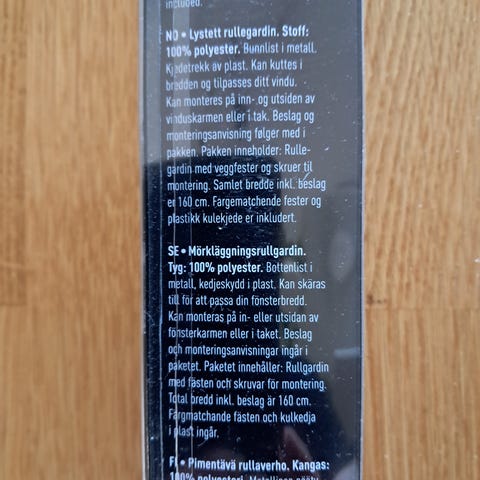 included.
NO • Lystett rullegardin. Stoff:
100% polyester. Bunnlist i metall.
Kjedetrekk av plast. Kan kuttes i
bredden og tilpasses ditt vindu.
Kan monteres på inn- og utsiden av
vinduskarmen eller i tak. Beslag og
monteringsanvisning følger med i
pakken. Pakken inneholder: Rulle-
gardin med veggfester og skruer til
montering. Samlet bredde inkl. beslag
er 160 cm. Fargematchende fester og
plastikk kulekjede er inkludert.
SE • Mörkläggningsrullgardin.
Tyg: 100% polyester. Bottenlist i
metall, kedjeskydd i plast. Kan skäras
till för att passa din fönsterbredd.
Kan monteras på in- eller utsidan av
fönsterkarmen eller i taket. Beslag
och monteringsanvisningar ingår i
paketet. Paketet innehåller: Rullgardin
med fästen och skruvar för montering.
Total bredd inkl. beslag är 160 cm.
Färgmatchande fästen och kulkedja
i plast ingår.
FI • Pimentävä rullaverho. Kangas:
100% polyesteri. Metallinen